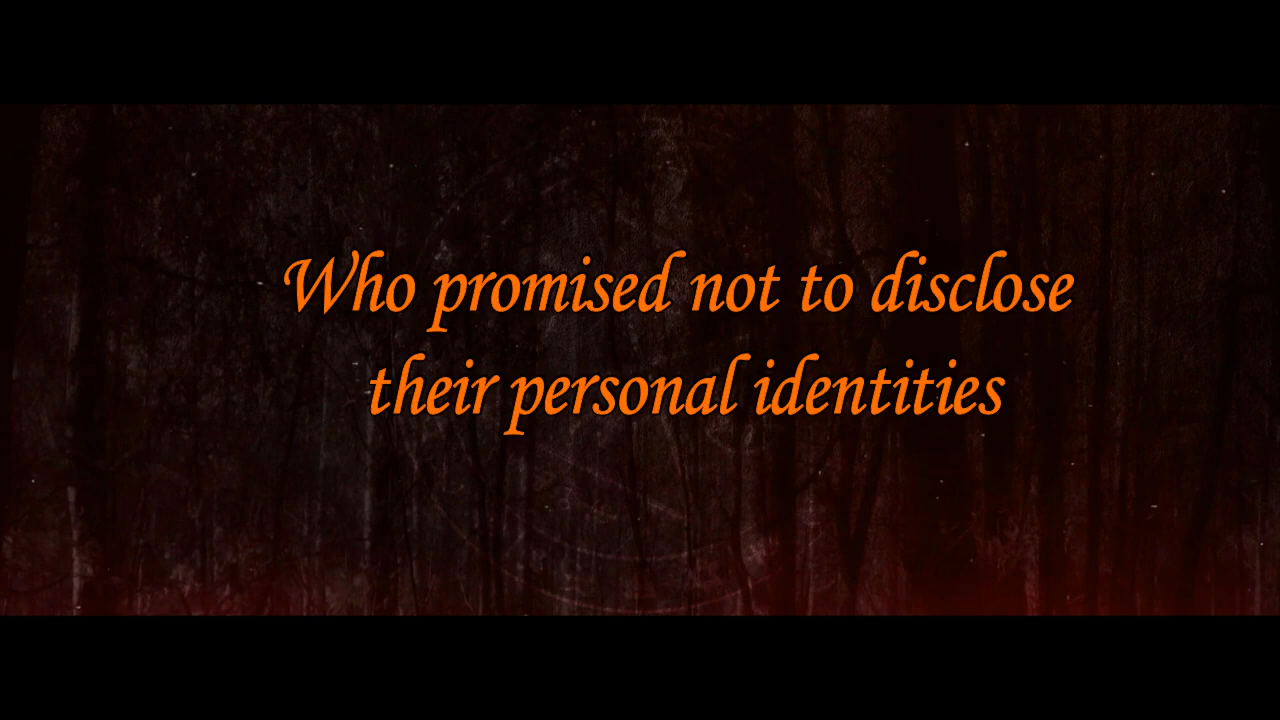 Who promised not to disclose
their personal identities